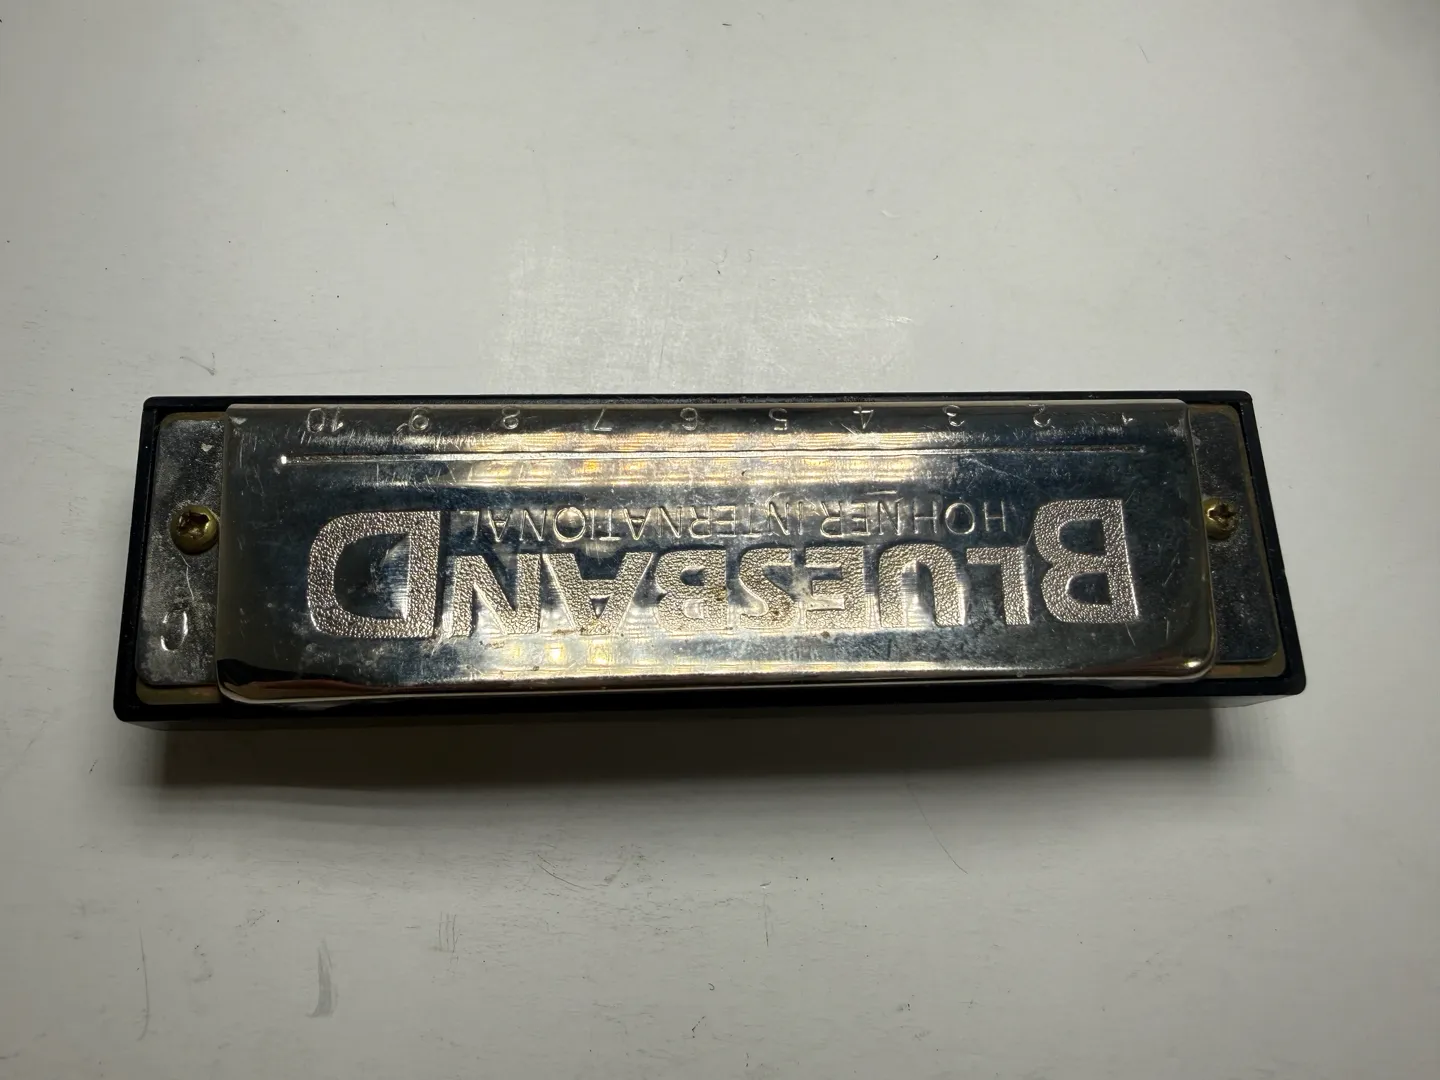 1 2 3 4 5 6 7 8 9 10
HOHNER INTERNATIONAL
BLUESBAND
C